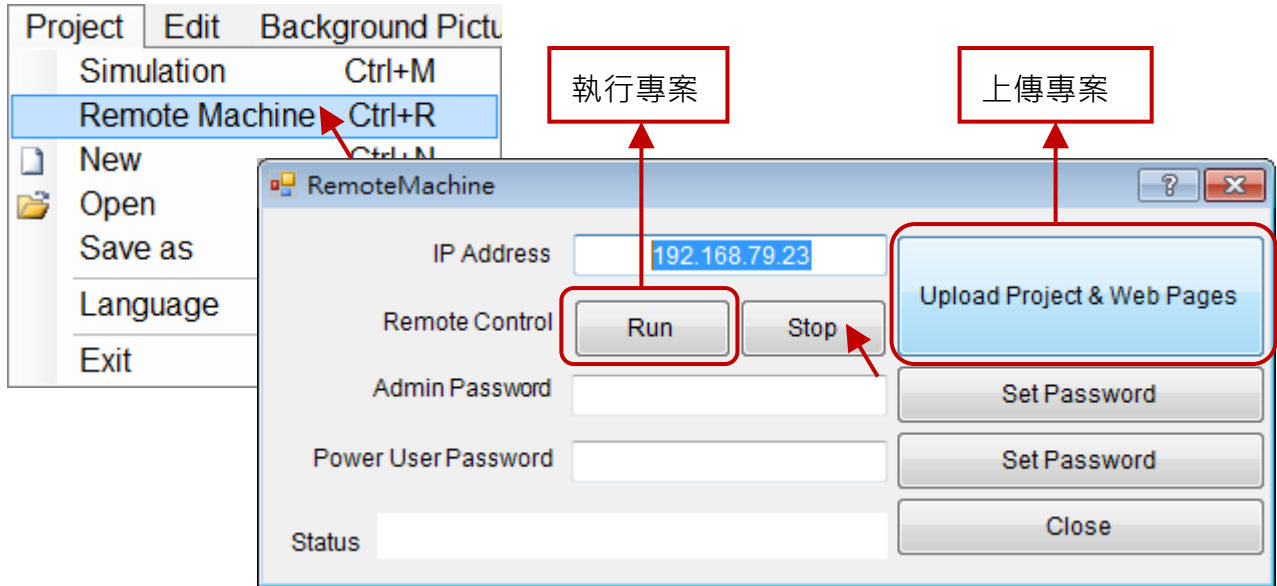 Project Edit Background Pictu
Simulation Ctrl+M
Remote Machine Ctrl+R
New Ctrl+N
Open
Save as
Language
Exit
執行專案
上傳專案
RemoteMachine
IP Address 192.168.79.23
Upload Project & Web Pages
Remote Control Run Stop
Admin Password Set Password
Power User Password Set Password
Close
Status